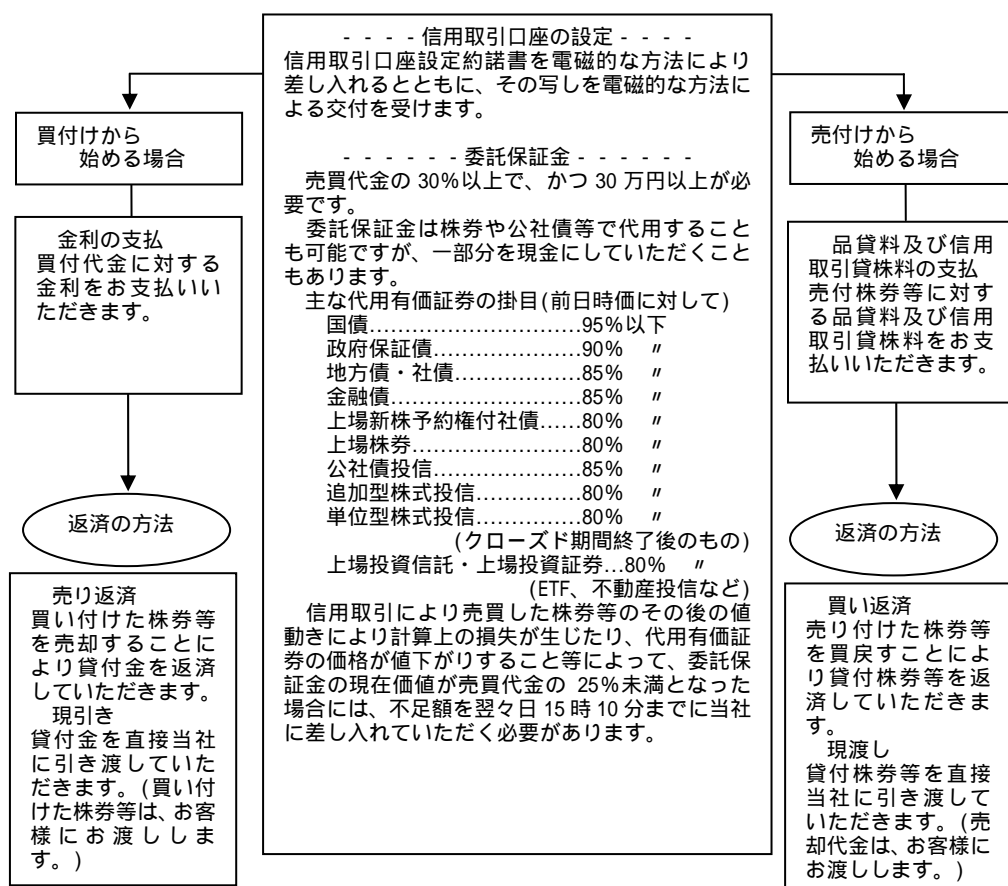 - - - - 信用取引口座の設定 - - - -
信用取引口座設定約諾書を電磁的な方法により
差し入れるとともに、その写しを電磁的な方法に
よる交付を受けます。
- - - - - - 委託保証金 - - - - - -
売買代金の 30%以上で、かつ 30 万円以上が必
要です。
委託保証金は株券や公社債等で代用すること
も可能ですが、一部分を現金にしていただくこと
もあります。
主な代用有価証券の掛目(前日時価に対して)
国債……………………………95%以下
政府保証債……………………90% 〃
地方債・社債…………………85% 〃
金融債…………………………85% 〃
上場新株予約権付社債……80% 〃
上場株券………………………80% 〃
公社債投信……………………85% 〃
追加型株式投信………………80% 〃
単位型株式投信………………80% 〃
(クローズド期間終了後のもの)
上場投資信託・上場投資証券…80% 〃
(ETF、不動産投信など)
信用取引により売買した株券等のその後の値
動きにより計算上の損失が生じたり、代用有価証
券の価格が値下がりすること等によって、委託保
証金の現在価値が売買代金の 25%未満となった
場合には、不足額を翌々日 15 時 10 分までに当社
に差し入れていただく必要があります。
買付けから
始める場合
金利の支払
買付代金に対する
金利をお支払いい
ただきます。
返済の方法
売り返済
買い付けた株券等
を売却することに
より貸付金を返済
していただきます。
現引き
貸付金を直接当社
に引き渡していた
だきます。(買い付
けた株券等は、お客
様にお渡ししま
す。)
売付けから
始める場合
品貸料及び信用
取引貸株料の支払
売付株券等に対す
る品貸料及び信用
取引貸株料をお支
払いいただきます。
返済の方法
買い返済
売り付けた株券等
を買戻すことによ
り貸付株券等を返
済していただきま
す。
現渡し
貸付株券等を直接
当社に引き渡して
いただきます。(売
却代金は、お客様に
お渡しします。)